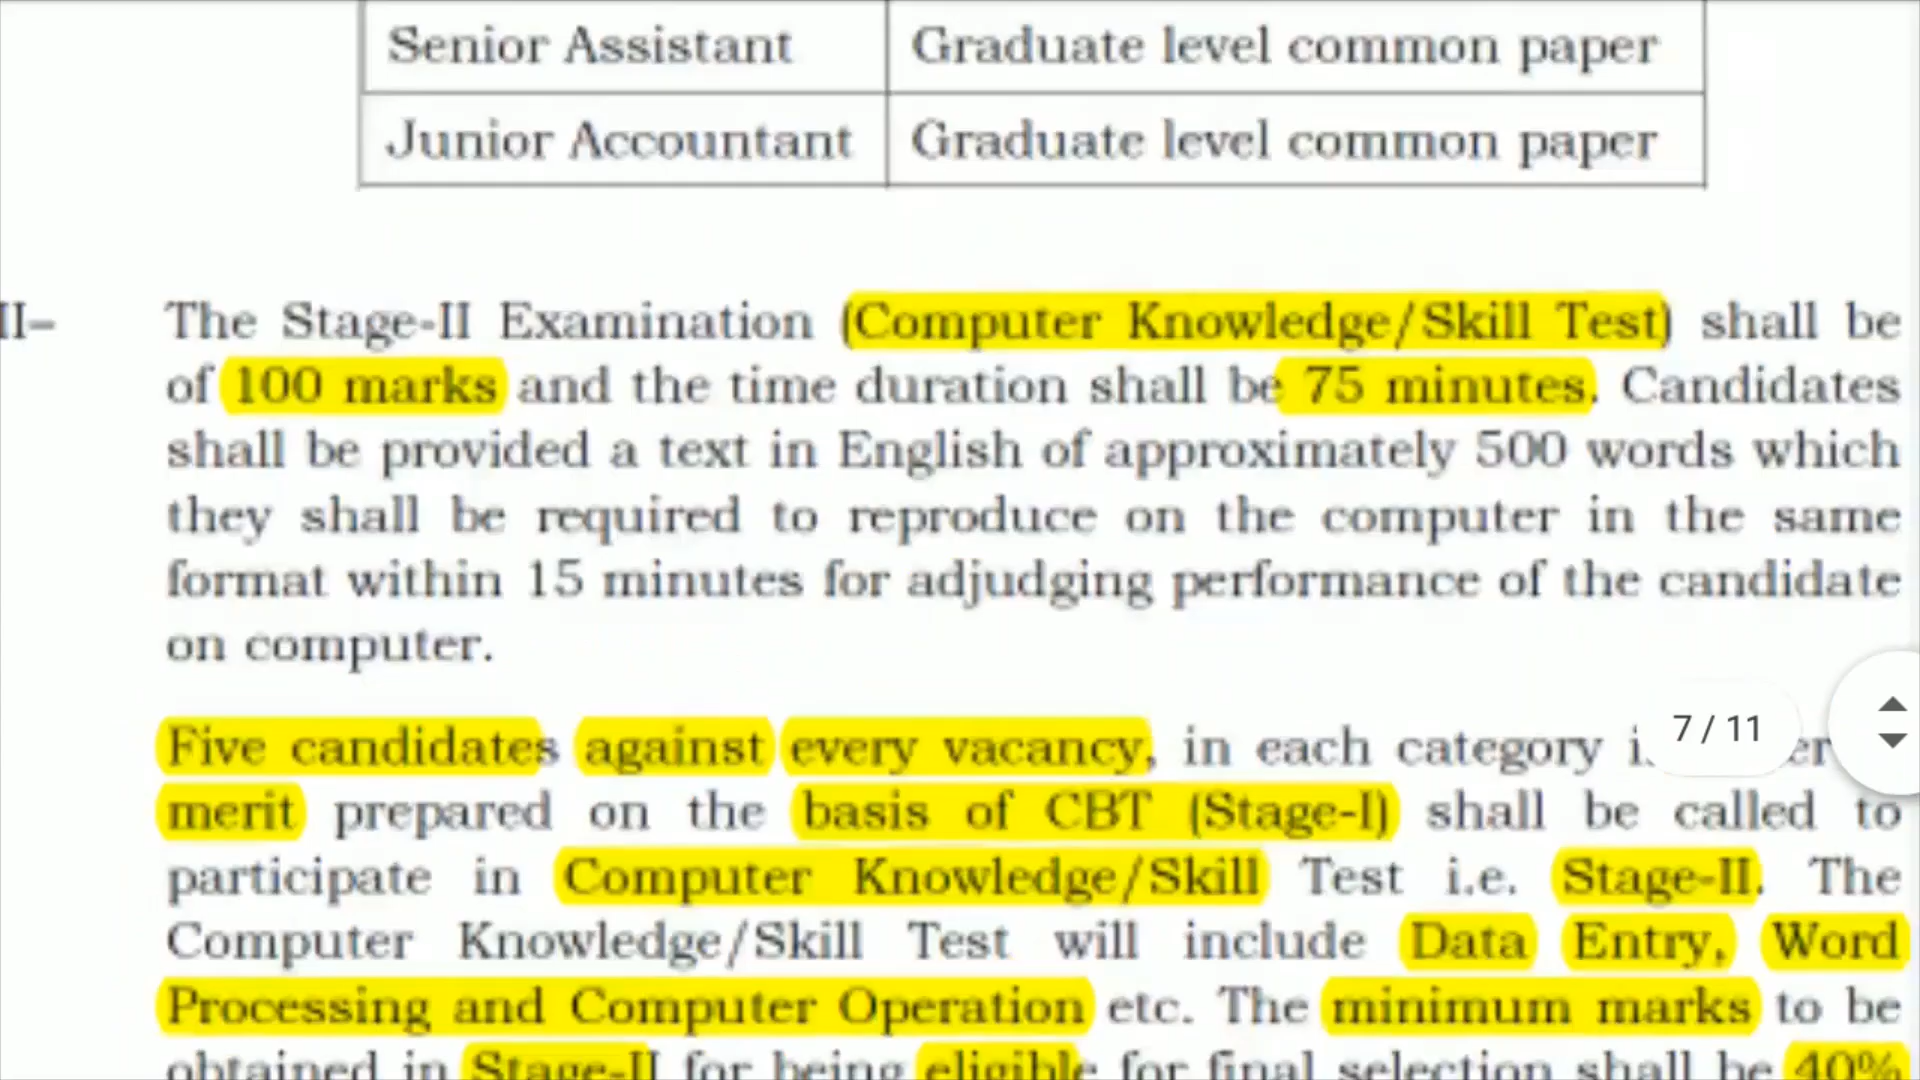 Senior Assistant Graduate level common paper
Junior Accountant Graduate level common paper
II– The Stage-II Examination (Computer Knowledge/Skill Test) shall be
of 100 marks and the time duration shall be 75 minutes. Candidates
shall be provided a text in English of approximately 500 words which
they shall be required to reproduce on the computer in the same
format within 15 minutes for adjudging performance of the candidate
on computer.
Five candidates against every vacancy, in each category
7 / 11
merit prepared on the basis of CBT (Stage-I) shall be called to
participate in Computer Knowledge/Skill Test i.e. Stage-II. The
Computer Knowledge/Skill Test will include Data Entry, Word
Processing and Computer Operation etc. The minimum marks to be
obtained in Stage-II for being eligible for final selection shall be 40%